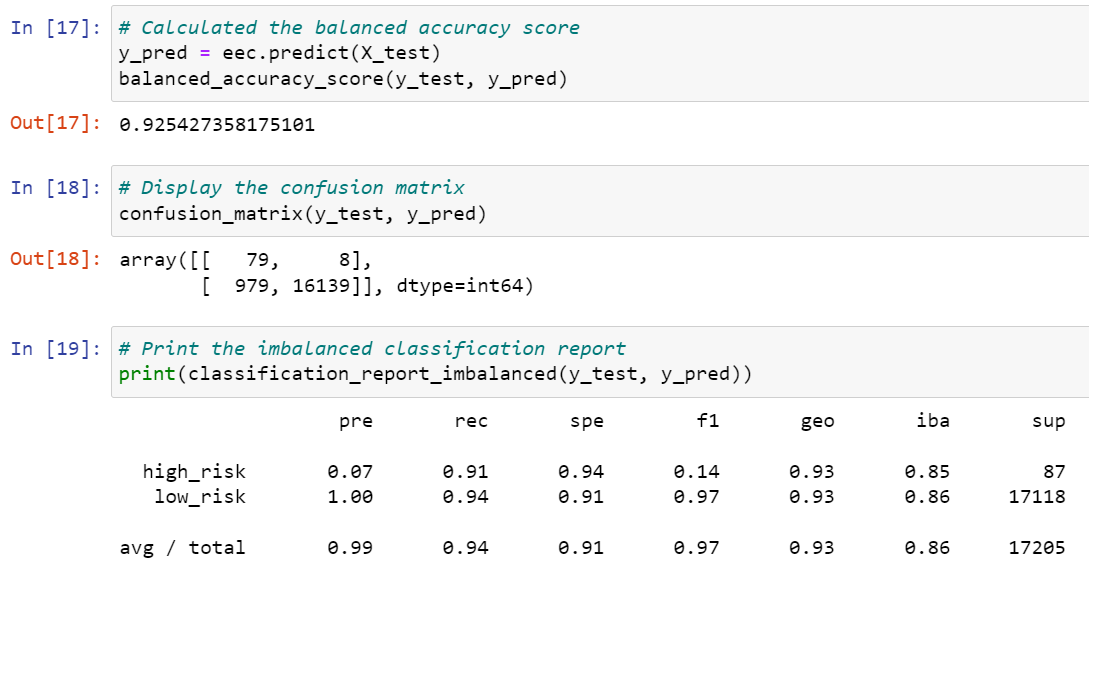 In [17]: # Calculated the balanced accuracy score
y_pred = eec.predict(X_test)
balanced_accuracy_score(y_test, y_pred)
Out[17]: 0.925427358175101
In [18]: # Display the confusion matrix
confusion_matrix(y_test, y_pred)
Out[18]: array([[   79,     8],
       [  979, 16139]], dtype=int64)
In [19]: # Print the imbalanced classification report
print(classification_report_imbalanced(y_test, y_pred))
pre rec spe f1 geo iba sup
high_risk 0.07 0.91 0.94 0.14 0.93 0.85 87
low_risk 1.00 0.94 0.91 0.97 0.93 0.86 17118
avg / total 0.99 0.94 0.91 0.97 0.93 0.86 17205